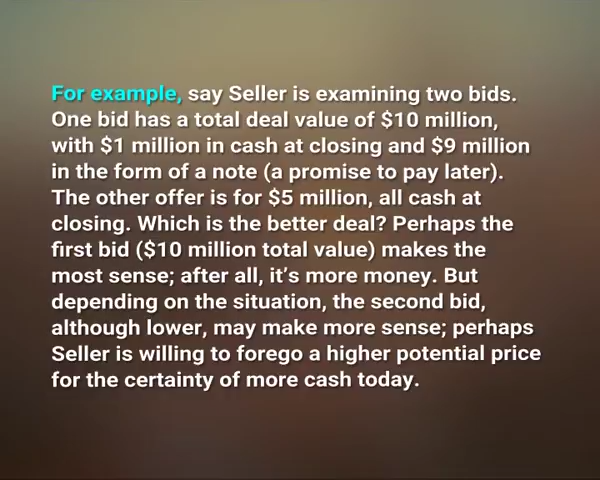 For example, say Seller is examining two bids.
One bid has a total deal value of $10 million,
with $1 million in cash at closing and $9 million
in the form of a note (a promise to pay later).
The other offer is for $5 million, all cash at
closing. Which is the better deal? Perhaps the
first bid ($10 million total value) makes the
most sense; after all, it’s more money. But
depending on the situation, the second bid,
although lower, may make more sense; perhaps
Seller is willing to forego a higher potential price
for the certainty of more cash today.